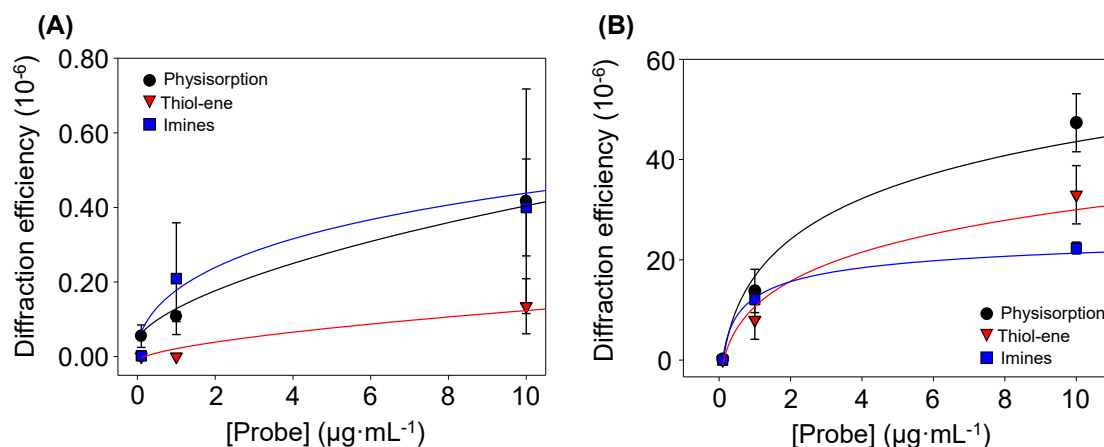 (A)
Diffraction efficiency (10⁻⁶)
0.80
0.60
0.40
0.20
0.00
Physisorption
Thiol-ene
Imines
0 2 4 6 8 10
[Probe] (µg·mL⁻¹)
(B)
Diffraction efficiency (10⁻⁶)
60
40
20
0
Physisorption
Thiol-ene
Imines
0 2 4 6 8 10
[Probe] (µg·mL⁻¹)